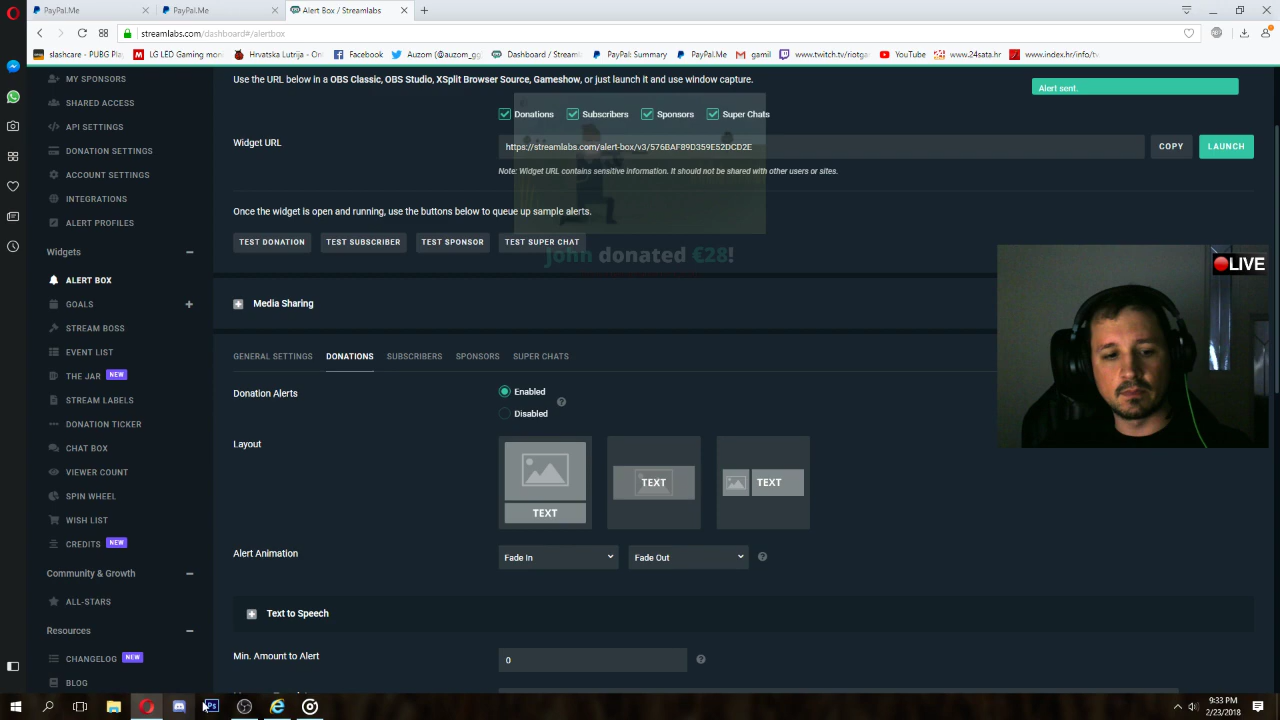 PayPal.Me
PayPal.Me
Alert Box / Streamlabs
streamlabs.com/dashboard#/alertbox
slashcare - PUBG Pla
LG LED Gaming mone
Hrvatska Lutrija - Oro
Facebook
Auzom (@auzom_gg)
Dashboard / Stream
PayPal: Summary
PayPal.Me
gamil
www.twitch.tv/riotga
YouTube
www.24sata.hr
www.index.hr/info/tv
MY SPONSORS
SHARED ACCESS
API SETTINGS
DONATION SETTINGS
ACCOUNT SETTINGS
INTEGRATIONS
ALERT PROFILES
Widgets
ALERT BOX
GOALS
STREAM BOSS
EVENT LIST
THE JAR NEW
STREAM LABELS
DONATION TICKER
CHAT BOX
VIEWER COUNT
SPIN WHEEL
WISH LIST
CREDITS NEW
Community & Growth
ALL-STARS
Resources
CHANGELOG NEW
BLOG
Use the URL below in a OBS Classic, OBS Studio, XSplit Browser Source, Gameshow, or just launch it and use window capture.
Alert sent.
Donations Subscribers Sponsors Super Chats
Widget URL
https://streamlabs.com/alert-box/v3/576BAF89D359E52DCD2E
COPY
LAUNCH
Note: Widget URL contains sensitive information. It should not be shared with other users or sites.
Once the widget is open and running, use the buttons below to queue up sample alerts.
TEST DONATION TEST SUBSCRIBER TEST SPONSOR TEST SUPER CHAT
John donated €28!
LIVE
Media Sharing
GENERAL SETTINGS DONATIONS SUBSCRIBERS SPONSORS SUPER CHATS
Donation Alerts
Enabled
Disabled
Layout
TEXT
TEXT
TEXT
Alert Animation
Fade In
Fade Out
Text to Speech
Min. Amount to Alert
0
9:33 PM
2/23/2018